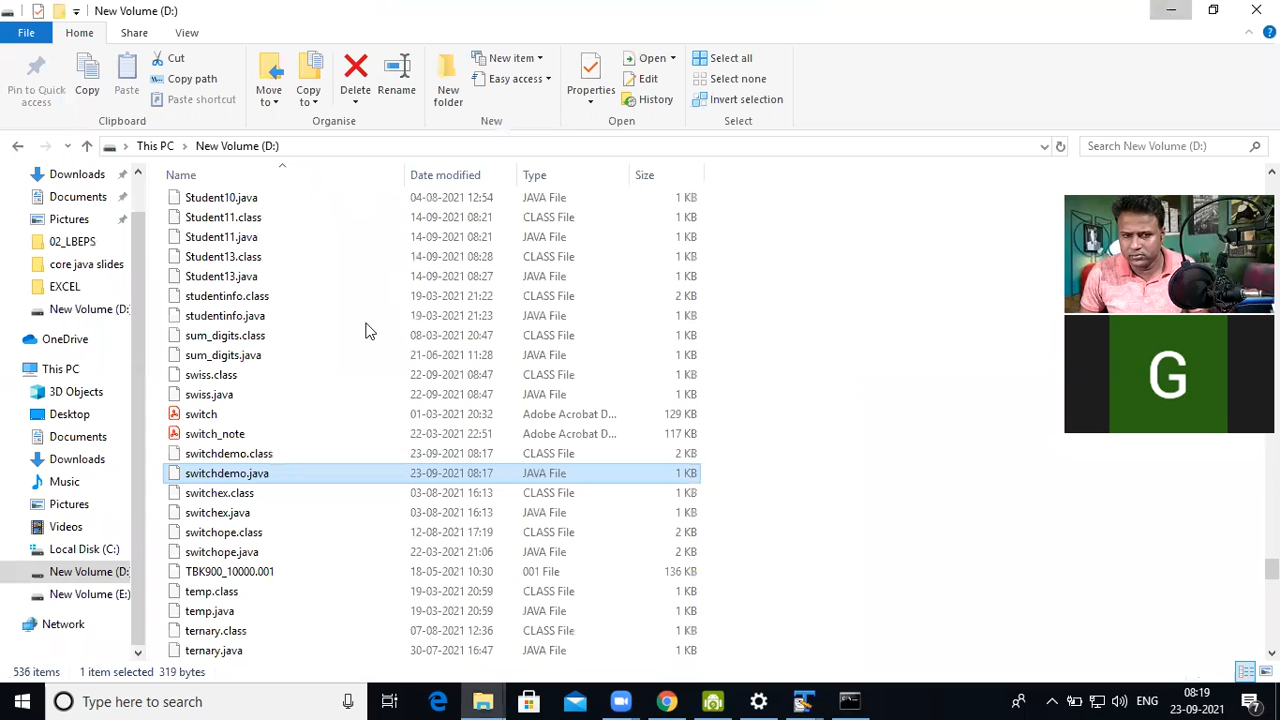 New Volume (D:)
File Home Share View
Pin to Quick access
Copy
Paste
Cut
Copy path
Paste shortcut
Clipboard
Move to
Copy to
Delete
Rename
Organise
New folder
New item
Easy access
New
Properties
Open
Edit
History
Open
Select all
Select none
Invert selection
Select
This PC New Volume (D:)
Search New Volume (D:)
Downloads
Documents
Pictures
02_LBEPS
core java slides
EXCEL
New Volume (D:
OneDrive
This PC
3D Objects
Desktop
Documents
Downloads
Music
Pictures
Videos
Local Disk (C:)
New Volume (D:
New Volume (E:)
Network
Name Date modified Type Size
Student10.java 04-08-2021 12:54 JAVA File 1 KB
Student11.class 14-09-2021 08:21 CLASS File 1 KB
Student11.java 14-09-2021 08:21 JAVA File 1 KB
Student13.class 14-09-2021 08:28 CLASS File 1 KB
Student13.java 14-09-2021 08:27 JAVA File 1 KB
studentinfo.class 19-03-2021 21:22 CLASS File 2 KB
studentinfo.java 19-03-2021 21:23 JAVA File 1 KB
sum_digits.class 08-03-2021 20:47 CLASS File 1 KB
sum_digits.java 21-06-2021 11:28 JAVA File 1 KB
swiss.class 22-09-2021 08:47 CLASS File 1 KB
swiss.java 22-09-2021 08:47 JAVA File 1 KB
switch 01-03-2021 20:32 Adobe Acrobat D... 129 KB
switch_note 22-03-2021 22:51 Adobe Acrobat D... 117 KB
switchdemo.class 23-09-2021 08:17 CLASS File 2 KB
switchdemo.java 23-09-2021 08:17 JAVA File 1 KB
switchex.class 03-08-2021 16:13 CLASS File 1 KB
switchex.java 03-08-2021 16:13 JAVA File 1 KB
switchope.class 12-08-2021 17:19 CLASS File 2 KB
switchope.java 22-03-2021 21:06 JAVA File 2 KB
TBK900_10000.001 18-05-2021 10:30 001 File 136 KB
temp.class 19-03-2021 20:59 CLASS File 1 KB
temp.java 19-03-2021 20:59 JAVA File 1 KB
ternary.class 07-08-2021 12:36 CLASS File 1 KB
ternary.java 30-07-2021 16:47 JAVA File 1 KB
G
536 items 1 item selected 319 bytes
Type here to search
ENG
08:19
23-09-2021
7